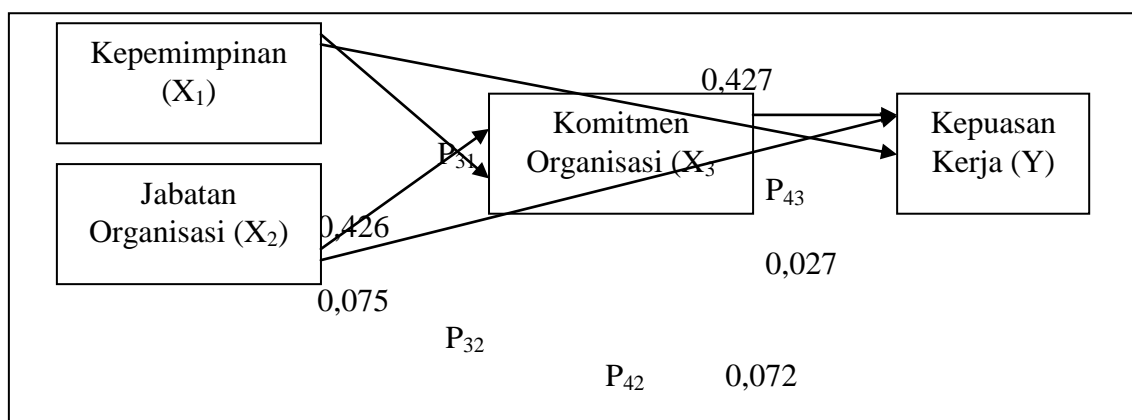 Kepemimpinan
(X₁)
0,427
Komitmen
Organisasi (X₃
Kepuasan
Kerja (Y)
P₃₁
Jabatan
Organisasi (X₂)
P₄₃
0,426
0,027
0,075
P₃₂
P₄₂ 0,072